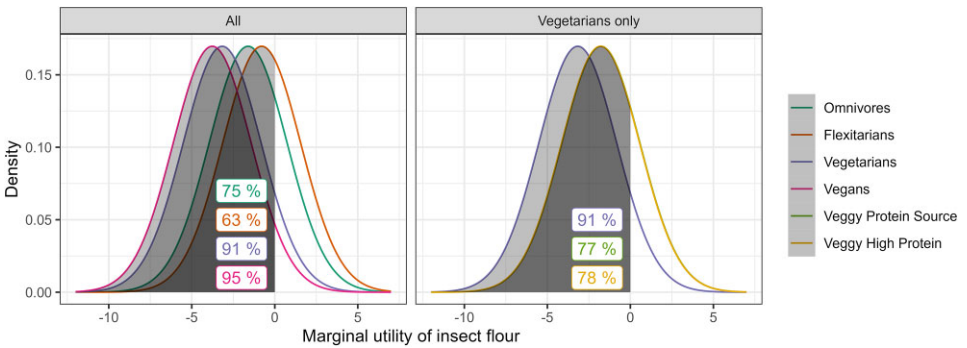 All
Vegetarians only
Density
0.15
0.10
0.05
0.00
75 %
63 %
91 %
95 %
91 %
77 %
78 %
-10
-5
0
5
-10
-5
0
5
Marginal utility of insect flour
Omnivores
Flexitarians
Vegetarians
Vegans
Veggy Protein Source
Veggy High Protein